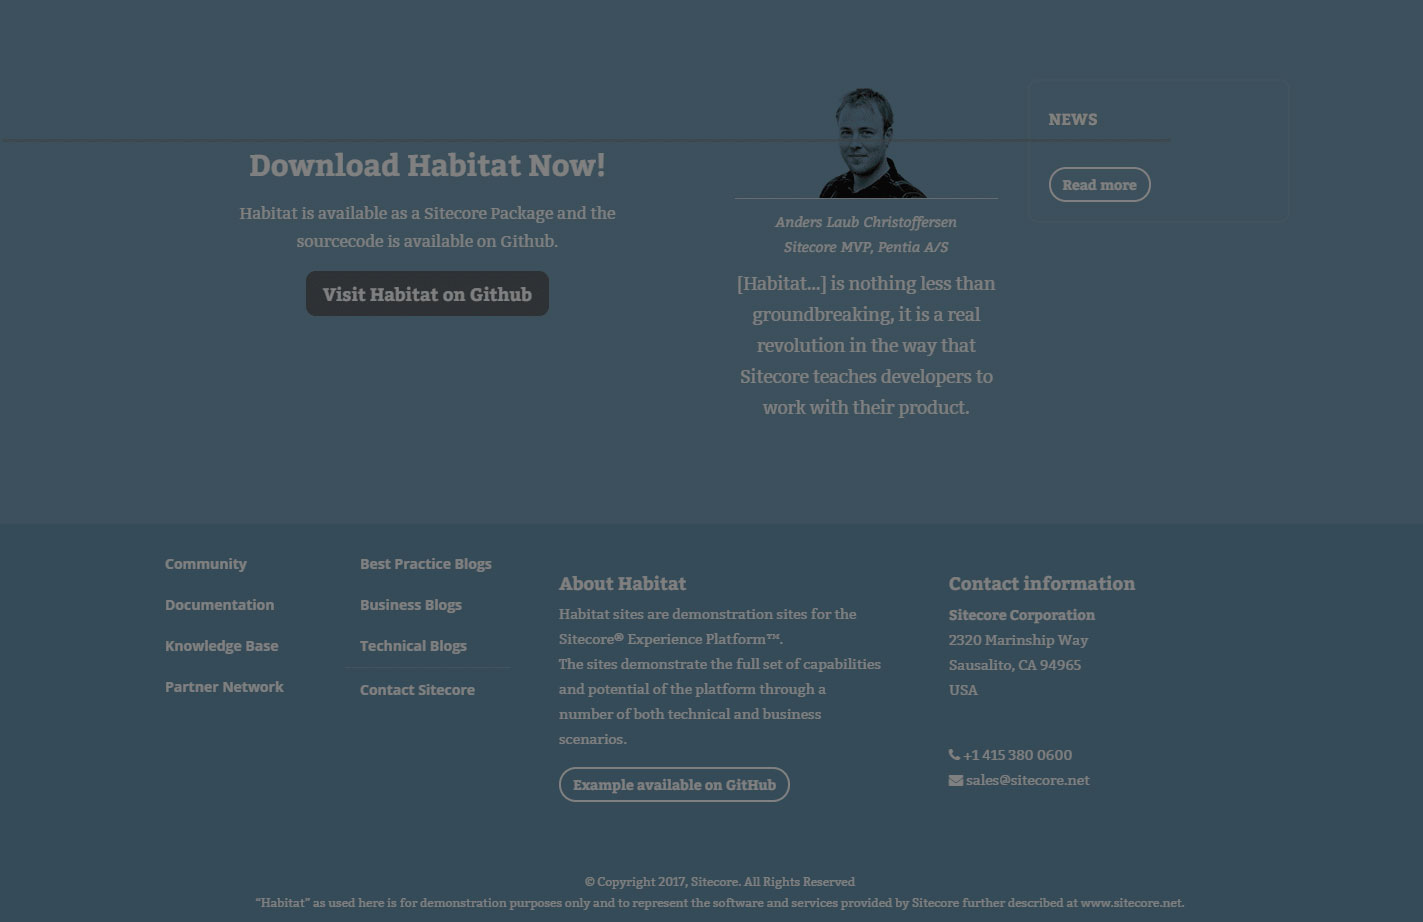 Download Habitat Now!
Habitat is available as a Sitecore Package and the
sourcecode is available on Github.
Visit Habitat on Github
Anders Laub Christoffersen
Sitecore MVP, Pentia A/S
[Habitat...] is nothing less than
groundbreaking, it is a real
revolution in the way that
Sitecore teaches developers to
work with their product.
NEWS
Read more
Community
Documentation
Knowledge Base
Partner Network
Best Practice Blogs
Business Blogs
Technical Blogs
Contact Sitecore
About Habitat
Habitat sites are demonstration sites for the
Sitecore® Experience Platform™.
The sites demonstrate the full set of capabilities
and potential of the platform through a
number of both technical and business
scenarios.
Example available on GitHub
Contact information
Sitecore Corporation
2320 Marinship Way
Sausalito, CA 94965
USA
+1 415 380 0600
sales@sitecore.net
© Copyright 2017, Sitecore. All Rights Reserved
“Habitat” as used here is for demonstration purposes only and to represent the software and services provided by Sitecore further described at www.sitecore.net.